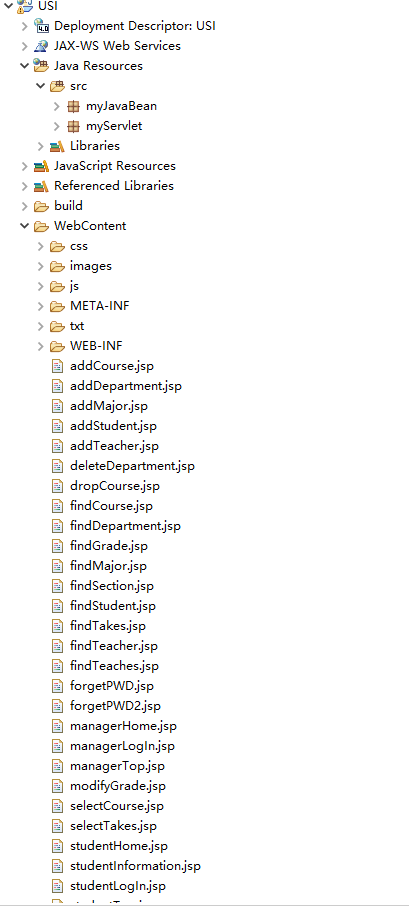 USI
Deployment Descriptor: USI
JAX-WS Web Services
Java Resources
src
myJavaBean
myServlet
Libraries
JavaScript Resources
Referenced Libraries
build
WebContent
css
images
js
META-INF
txt
WEB-INF
addCourse.jsp
addDepartment.jsp
addMajor.jsp
addStudent.jsp
addTeacher.jsp
deleteDepartment.jsp
dropCourse.jsp
findCourse.jsp
findDepartment.jsp
findGrade.jsp
findMajor.jsp
findSection.jsp
findStudent.jsp
findTakes.jsp
findTeacher.jsp
findTeaches.jsp
forgetPWD.jsp
forgetPWD2.jsp
managerHome.jsp
managerLogIn.jsp
managerTop.jsp
modifyGrade.jsp
selectCourse.jsp
selectTakes.jsp
studentHome.jsp
studentInformation.jsp
studentLogIn.jsp